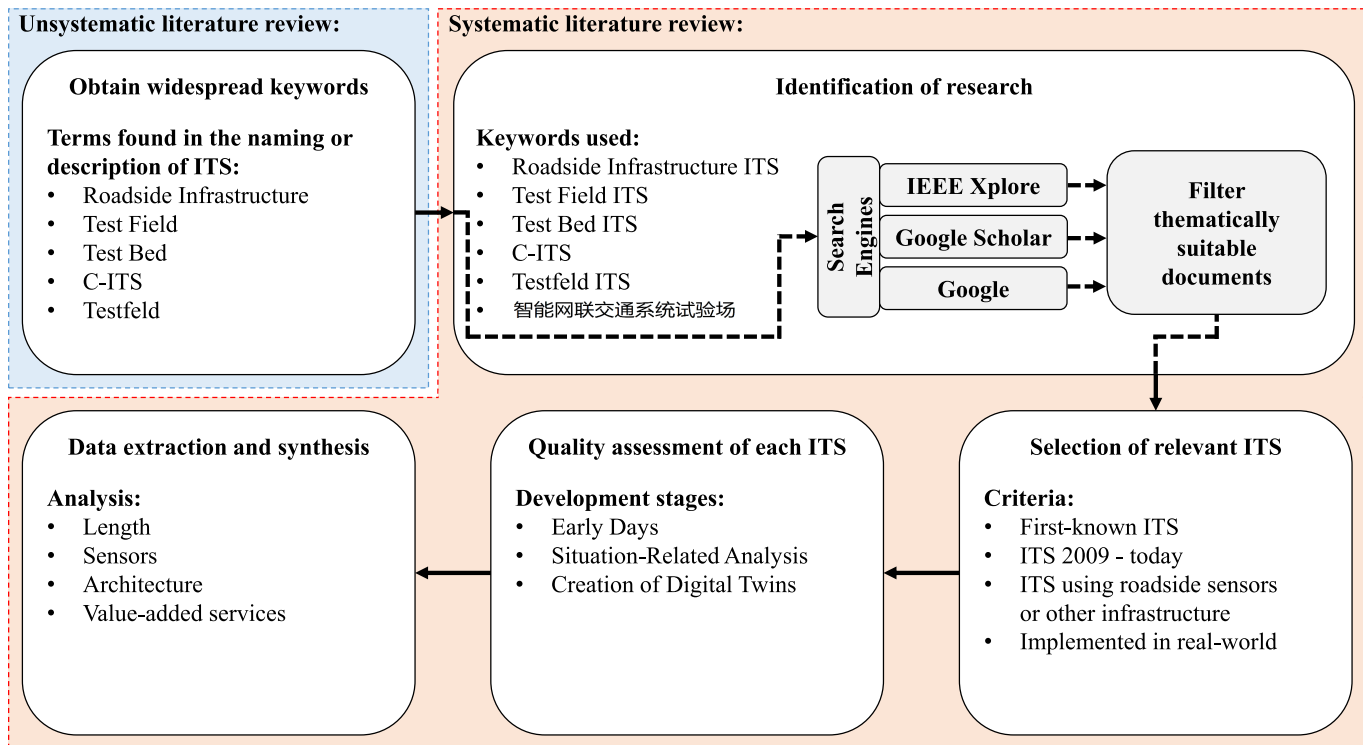 Unsystematic literature review:
Obtain widespread keywords
Terms found in the naming or
description of ITS:
• Roadside Infrastructure
• Test Field
• Test Bed
• C-ITS
• Testfeld
Systematic literature review:
Identification of research
Keywords used:
• Roadside Infrastructure ITS
• Test Field ITS
• Test Bed ITS
• C-ITS
• Testfeld ITS
• 智能网联交通系统试验场
Search
Engines
IEEE Xplore
Google Scholar
Google
Filter
thematically
suitable
documents
Selection of relevant ITS
Criteria:
• First-known ITS
• ITS 2009 - today
• ITS using roadside sensors
or other infrastructure
• Implemented in real-world
Quality assessment of each ITS
Development stages:
• Early Days
• Situation-Related Analysis
• Creation of Digital Twins
Data extraction and synthesis
Analysis:
• Length
• Sensors
• Architecture
• Value-added services